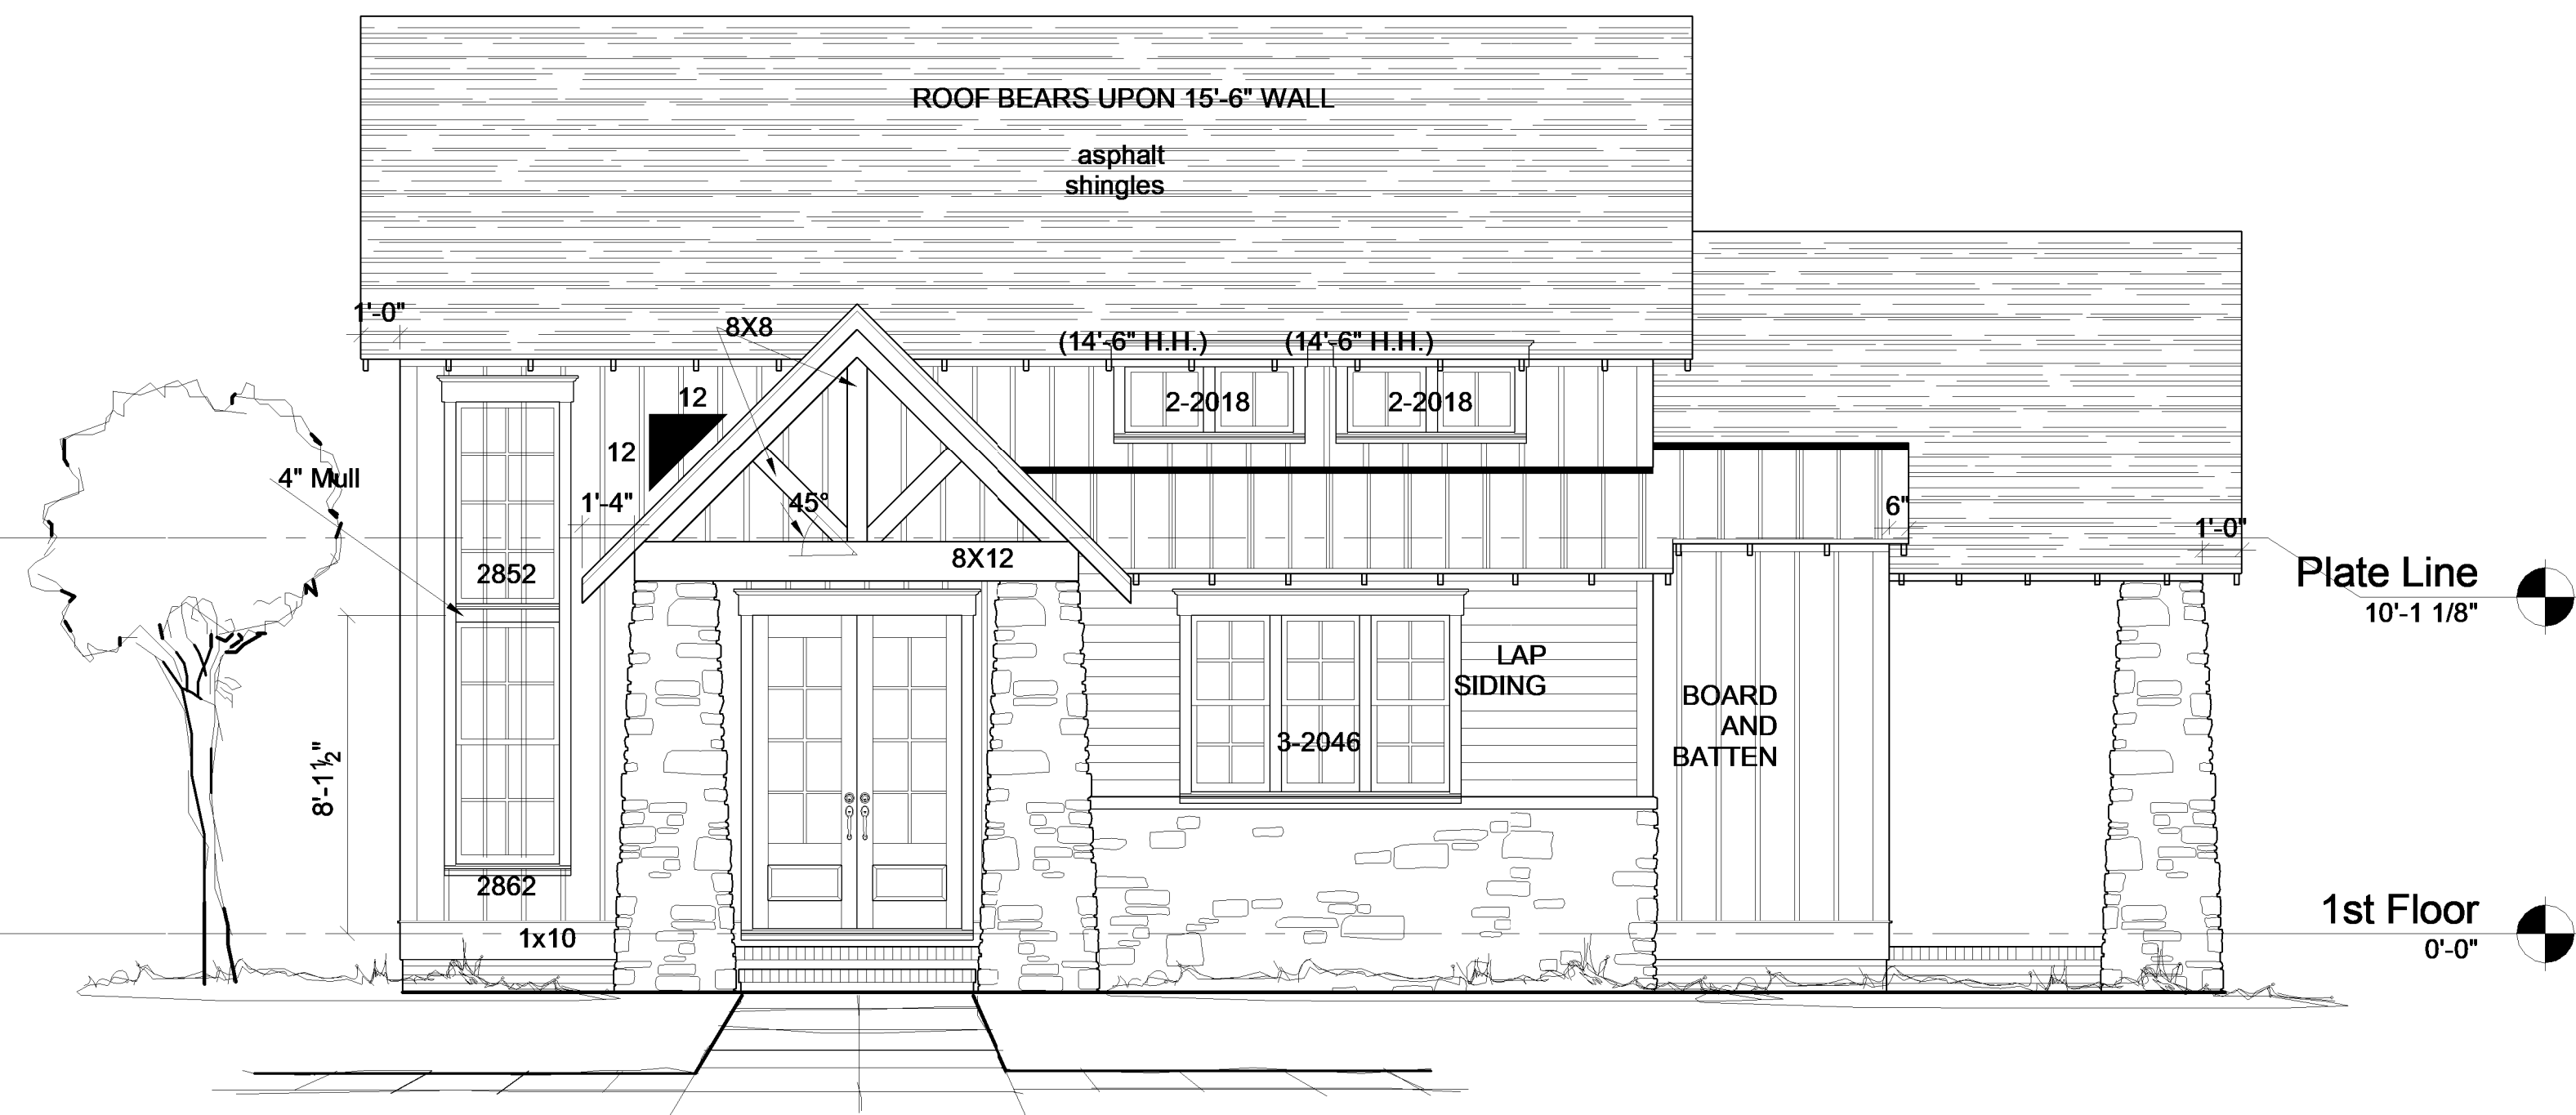 ROOF BEARS UPON 15'-6" WALL
asphalt
shingles
1'-0"
8X8
(14'-6" H.H.)
(14'-6" H.H.)
12
12
2-2018
2-2018
4" Mull
1'-4"
45°
6"
1'-0"
8X12
2852
Plate Line
10'-1 1/8"
LAP
SIDING
BOARD
AND
BATTEN
3-2046
8'-1½"
2862
1x10
1st Floor
0'-0"